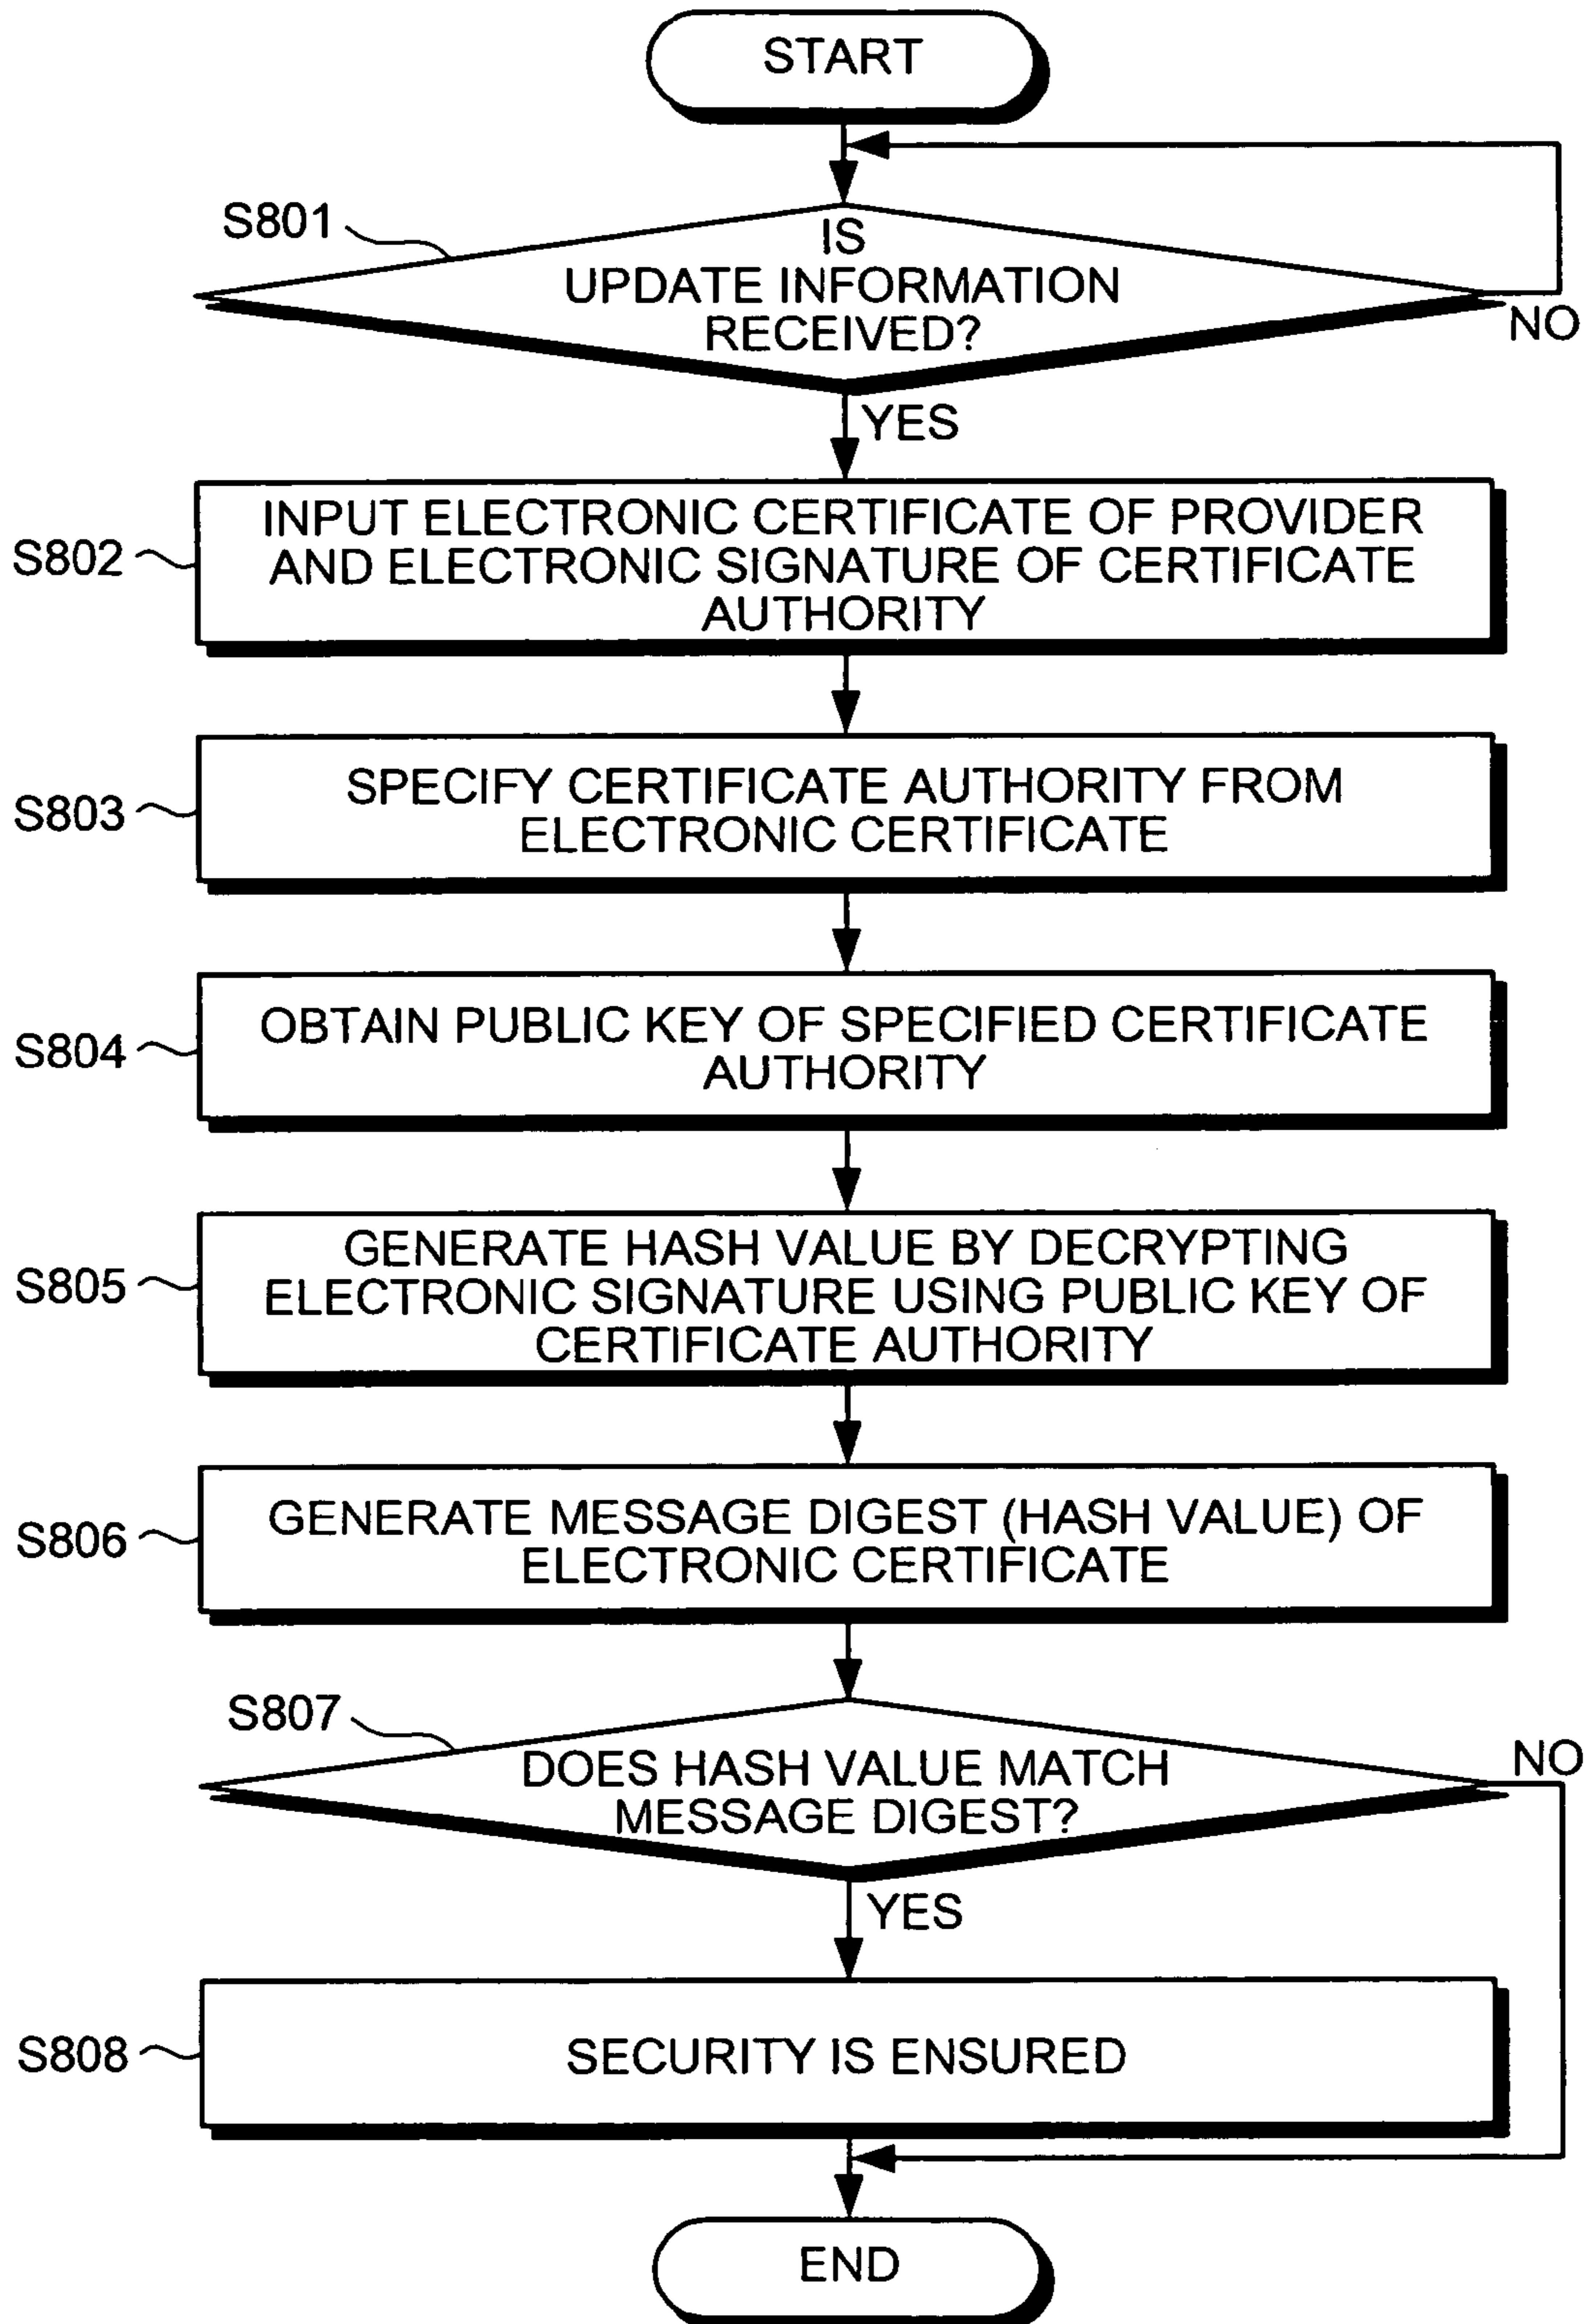 START
S801
IS
UPDATE INFORMATION
RECEIVED?
NO
YES
S802
INPUT ELECTRONIC CERTIFICATE OF PROVIDER
AND ELECTRONIC SIGNATURE OF CERTIFICATE
AUTHORITY
S803
SPECIFY CERTIFICATE AUTHORITY FROM
ELECTRONIC CERTIFICATE
S804
OBTAIN PUBLIC KEY OF SPECIFIED CERTIFICATE
AUTHORITY
S805
GENERATE HASH VALUE BY DECRYPTING
ELECTRONIC SIGNATURE USING PUBLIC KEY OF
CERTIFICATE AUTHORITY
S806
GENERATE MESSAGE DIGEST (HASH VALUE) OF
ELECTRONIC CERTIFICATE
S807
DOES HASH VALUE MATCH
MESSAGE DIGEST?
NO
YES
S808
SECURITY IS ENSURED
END